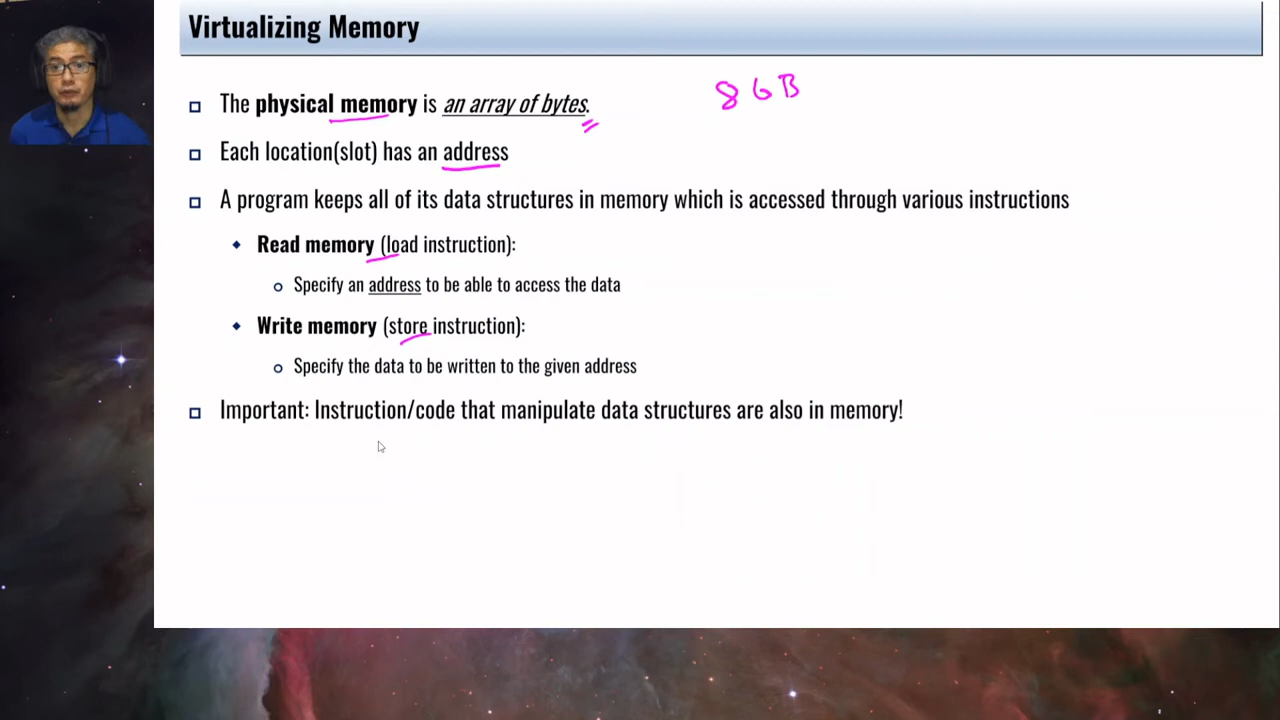 Virtualizing Memory
8 GB
The physical memory is an array of bytes.
Each location(slot) has an address
A program keeps all of its data structures in memory which is accessed through various instructions
Read memory (load instruction):
Specify an address to be able to access the data
Write memory (store instruction):
Specify the data to be written to the given address
Important: Instruction/code that manipulate data structures are also in memory!